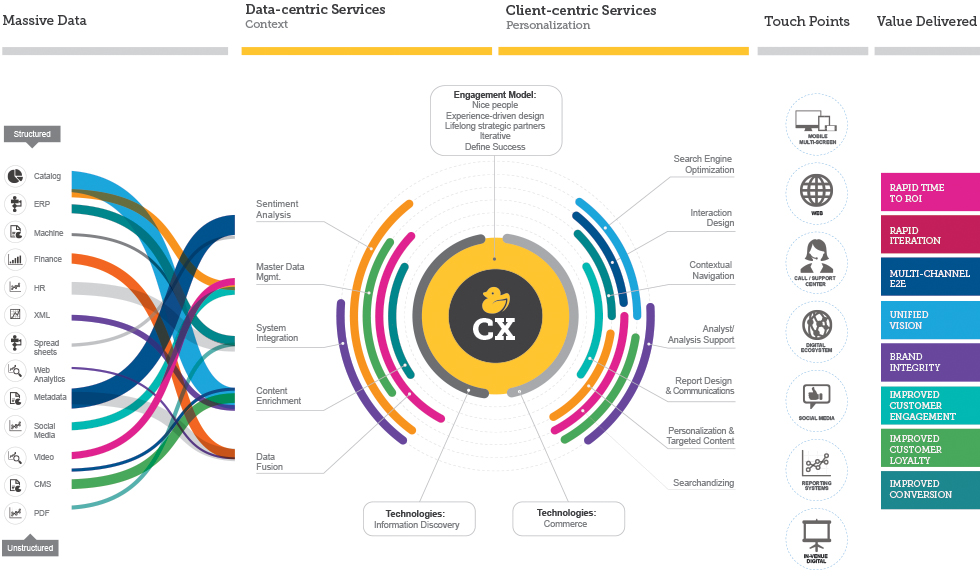 Massive Data
Data-centric Services
Context
Client-centric Services
Personalization
Touch Points
Value Delivered
Structured
Catalog
ERP
Machine
Finance
HR
XML
Spread
sheets
Web
Analytics
Metadata
Social
Media
Video
CMS
PDF
Unstructured
Sentiment
Analysis
Master Data
Mgmt.
System
Integration
Content
Enrichment
Data
Fusion
Engagement Model:
Nice people
Experience-driven design
Lifelong strategic partners
Iterative
Define Success
CX
Technologies:
Information Discovery
Technologies:
Commerce
Search Engine
Optimization
Interaction
Design
Contextual
Navigation
Analyst/
Analysis Support
Report Design
& Communications
Personalization &
Targeted Content
Searchandizing
MOBILE
MULTI-SCREEN
WEB
CALL / SUPPORT
CENTER
DIGITAL
ECOSYSTEM
SOCIAL MEDIA
REPORTING
SYSTEMS
IN-VENUE
DIGITAL
RAPID TIME
TO ROI
RAPID
ITERATION
MULTI-CHANNEL
E2E
UNIFIED
VISION
BRAND
INTEGRITY
IMPROVED
CUSTOMER
ENGAGEMENT
IMPROVED
CUSTOMER
LOYALTY
IMPROVED
CONVERSION